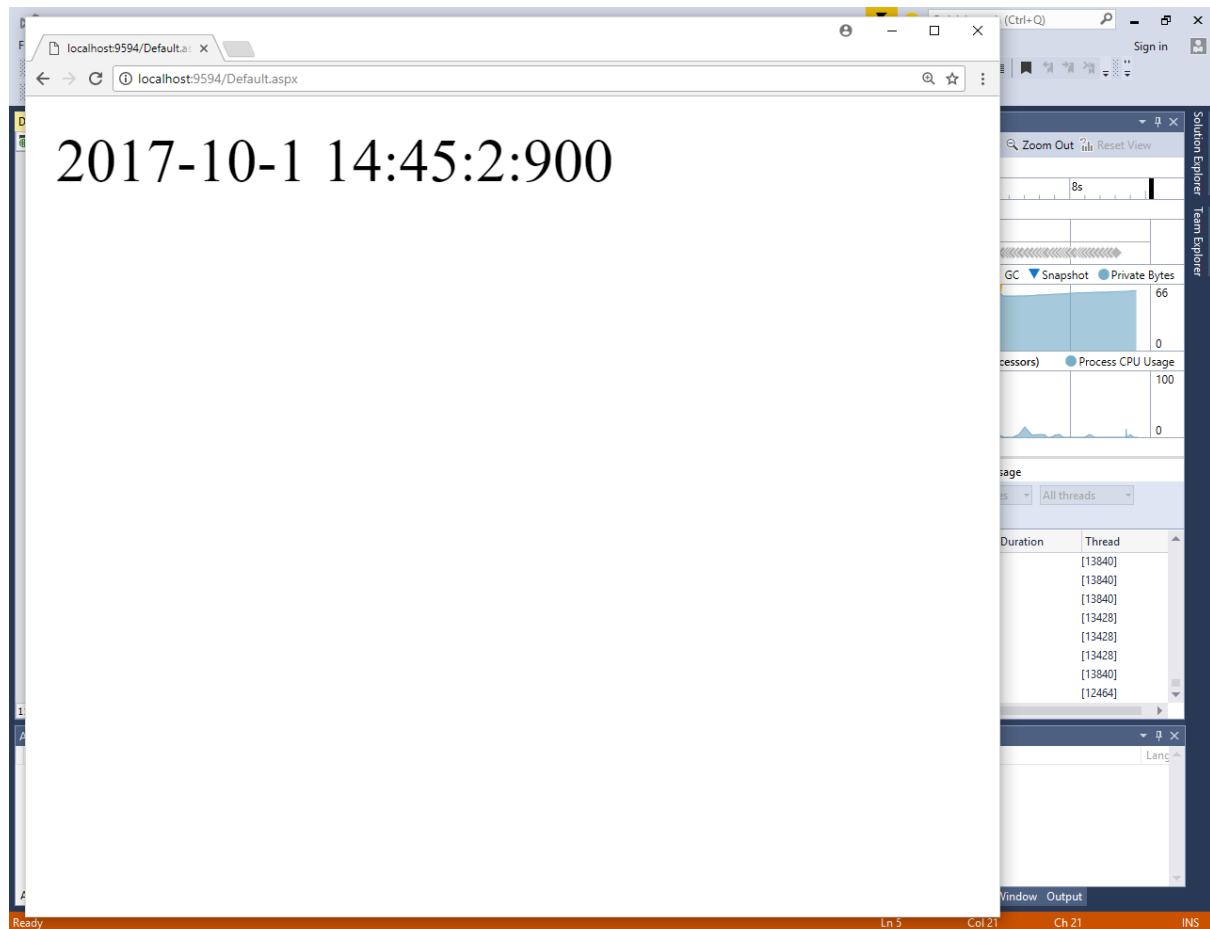 (Ctrl+Q)
localhost:9594/Default.a
Sign in
localhost:9594/Default.aspx
2017-10-1 14:45:2:900
Zoom Out Reset View
8s
GC Snapshot Private Bytes
66
0
Process CPU Usage
100
0
All threads
Duration Thread
[13840]
[13840]
[13840]
[13428]
[13428]
[13428]
[13840]
[12464]
Lang
Output
Ready Ln 5 Col 21 Ch 21 INS
Solution Explorer
Team Explorer